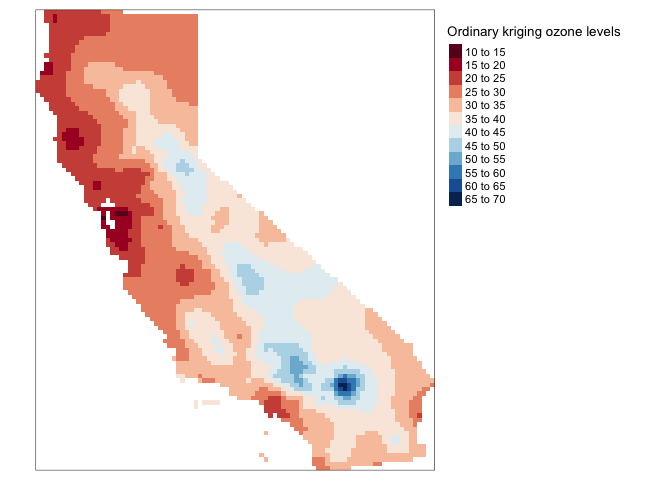 Ordinary kriging ozone levels
10 to 15
15 to 20
20 to 25
25 to 30
30 to 35
35 to 40
40 to 45
45 to 50
50 to 55
55 to 60
60 to 65
65 to 70